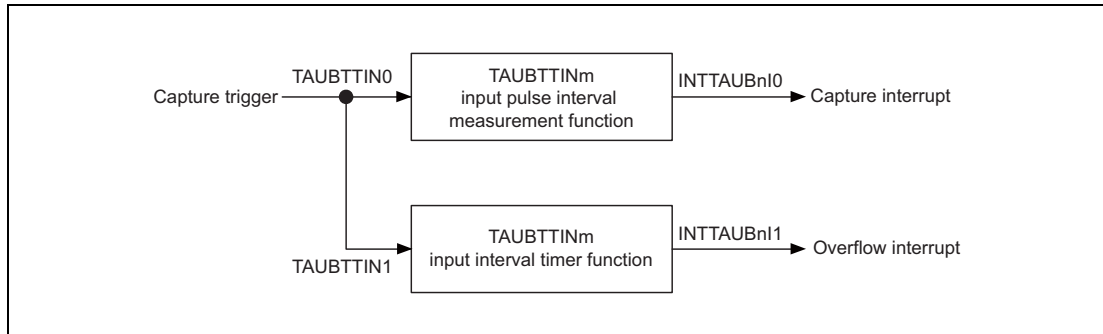 TAUBTTIN0
Capture trigger
TAUBTTINm
input pulse interval
measurement function
INTTAUBnI0
Capture interrupt
TAUBTTIN1
TAUBTTINm
input interval timer function
INTTAUBnI1
Overflow interrupt